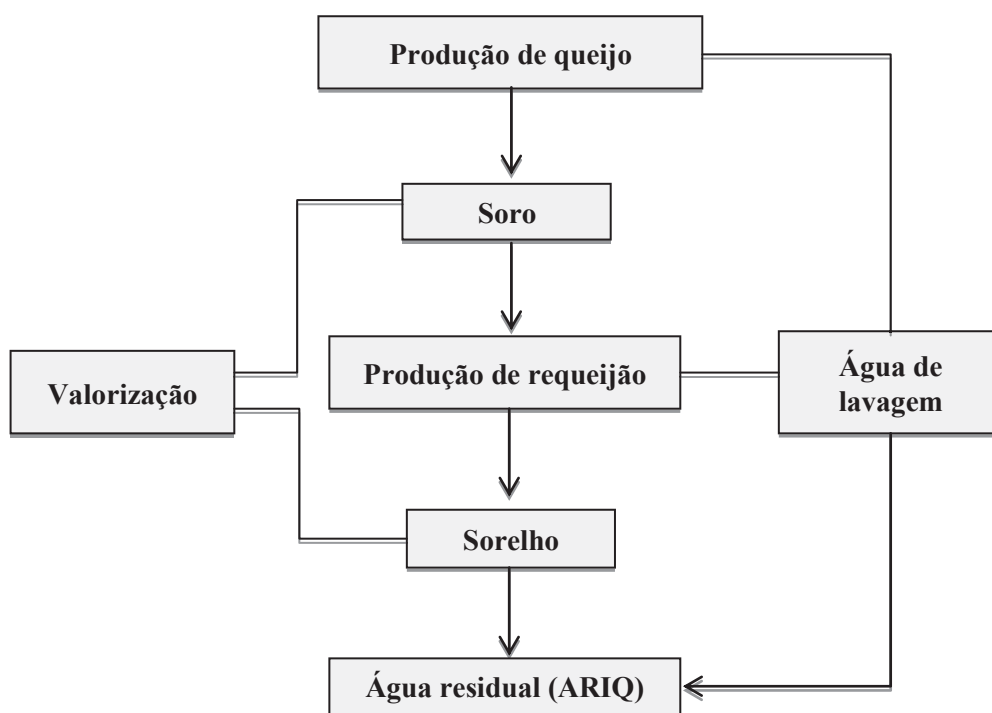 Produção de queijo
Soro
Produção de requeijão
Água de
lavagem
Valorização
Sorelho
Água residual (ARIQ)